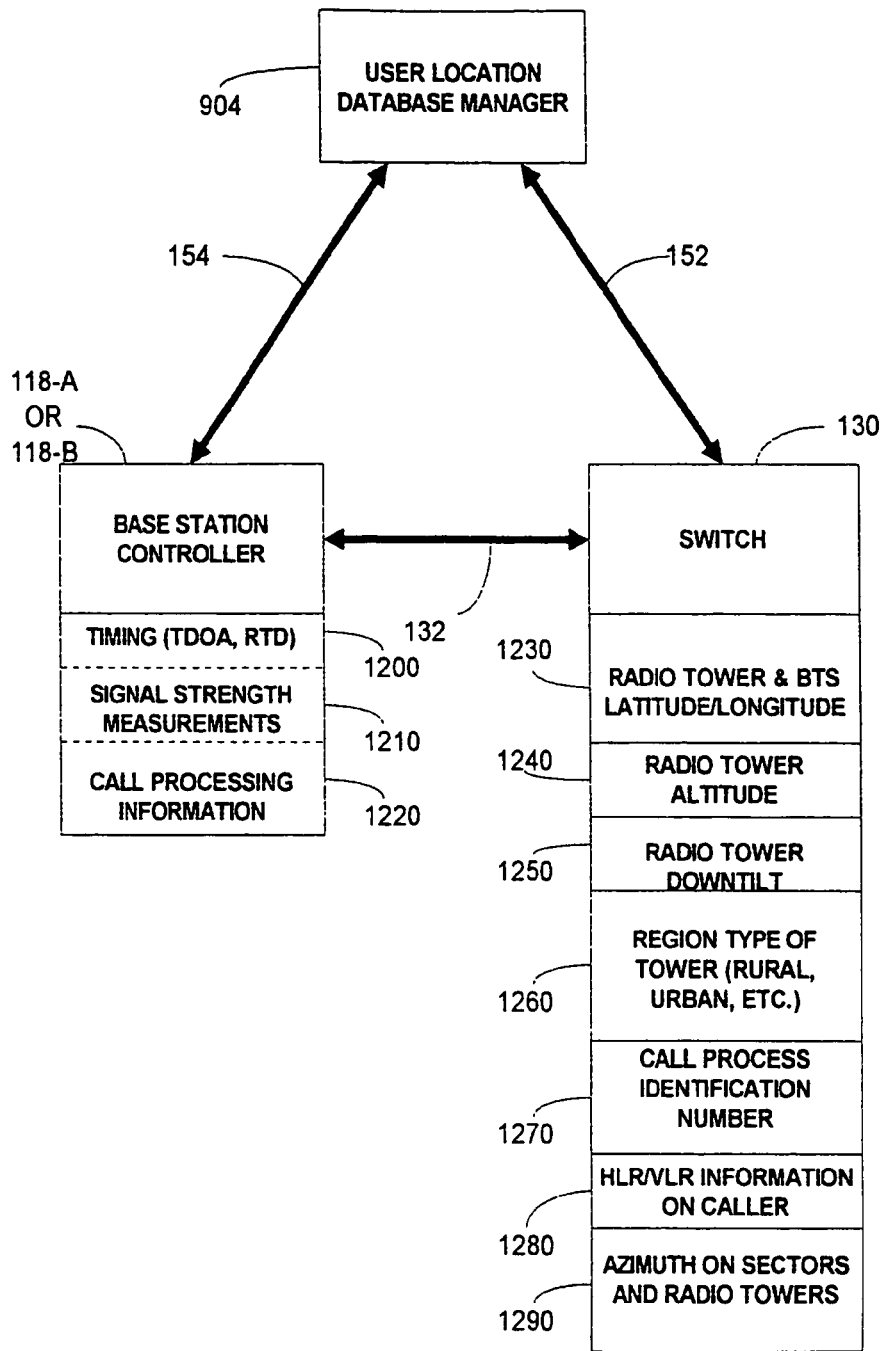 USER LOCATION
DATABASE MANAGER
904
154
152
118-A
OR
118-B
130
BASE STATION
CONTROLLER
SWITCH
132
TIMING (TDOA, RTD)
1200
SIGNAL STRENGTH
MEASUREMENTS
1210
CALL PROCESSING
INFORMATION
1220
1230
RADIO TOWER & BTS
LATITUDE/LONGITUDE
1240
RADIO TOWER
ALTITUDE
1250
RADIO TOWER
DOWNTILT
1260
REGION TYPE OF
TOWER (RURAL,
URBAN, ETC.)
1270
CALL PROCESS
IDENTIFICATION
NUMBER
1280
HLR/VLR INFORMATION
ON CALLER
1290
AZIMUTH ON SECTORS
AND RADIO TOWERS